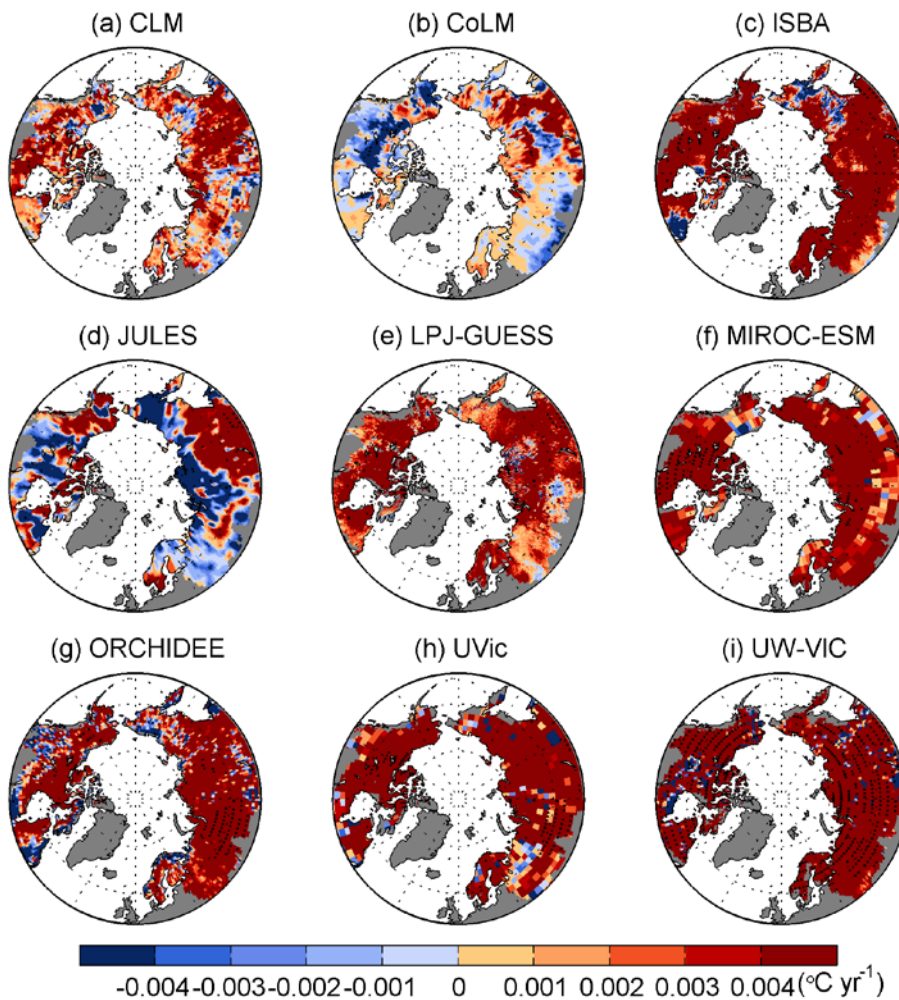 (a) CLM (b) CoLM (c) ISBA
(d) JULES (e) LPJ-GUESS (f) MIROC-ESM
(g) ORCHIDEE (h) UVic (i) UW-VIC
-0.004 -0.003 -0.002 -0.001 0 0.001 0.002 0.003 0.004 (°C yr⁻¹)